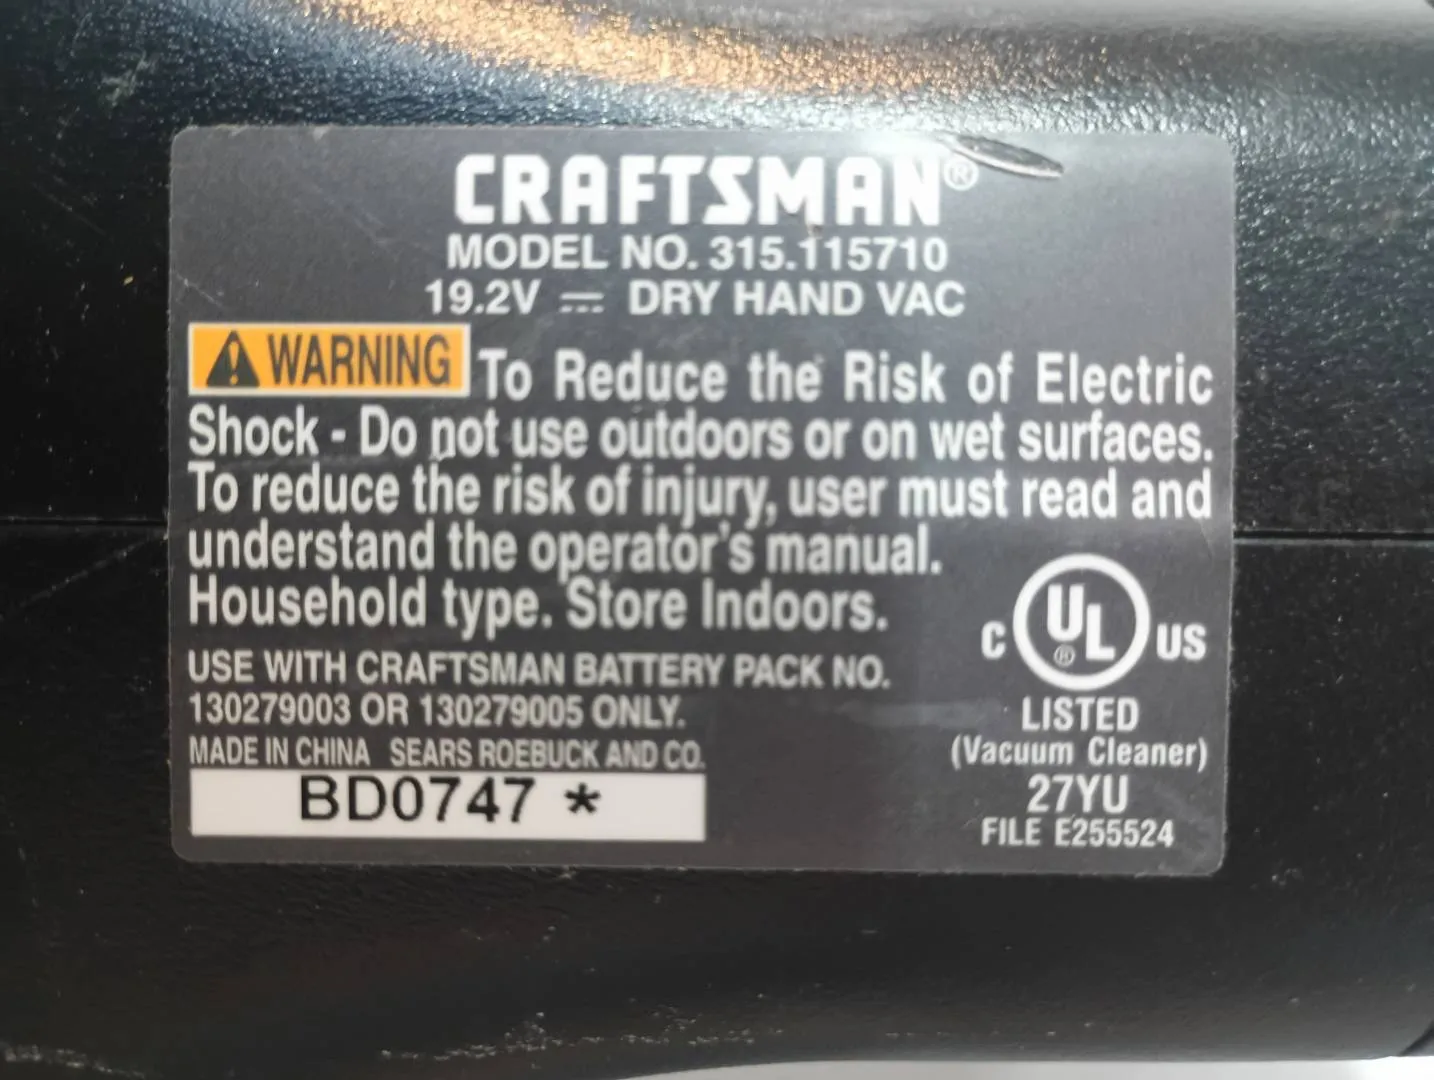 CRAFTSMAN®
MODEL NO. 315.115710
19.2V ⎓ DRY HAND VAC
⚠WARNING To Reduce the Risk of Electric
Shock - Do not use outdoors or on wet surfaces.
To reduce the risk of injury, user must read and
understand the operator's manual.
Household type. Store Indoors.
USE WITH CRAFTSMAN BATTERY PACK NO.
130279003 OR 130279005 ONLY.
MADE IN CHINA SEARS ROEBUCK AND CO.
BD0747 *
C UL® US
LISTED
(Vacuum Cleaner)
27YU
FILE E255524